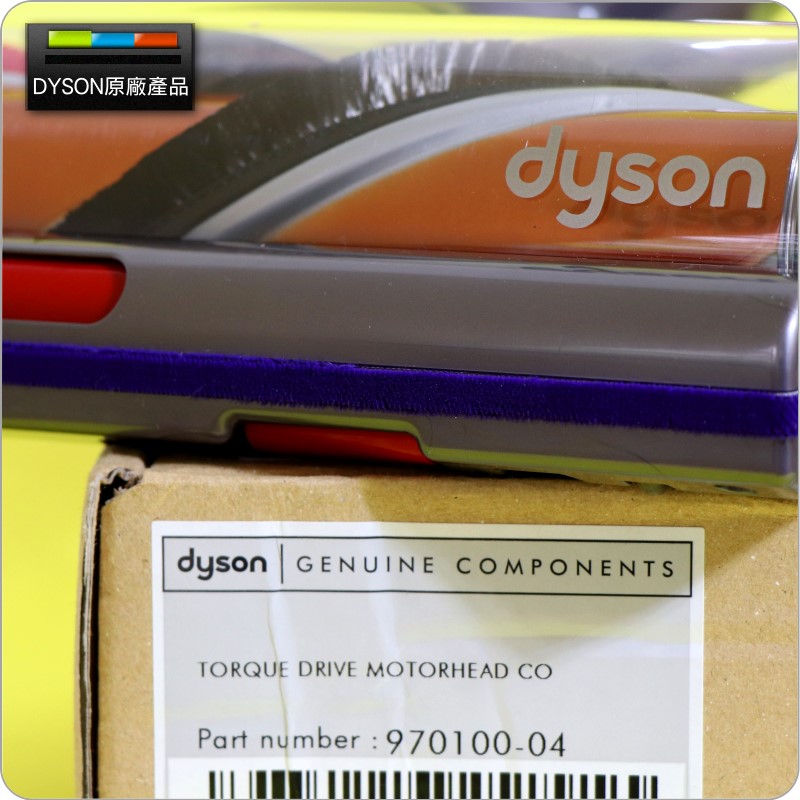 DYSON原廠產品
dyson
dyson GENUINE COMPONENTS
TORQUE DRIVE MOTORHEAD CO
Part number : 970100-04